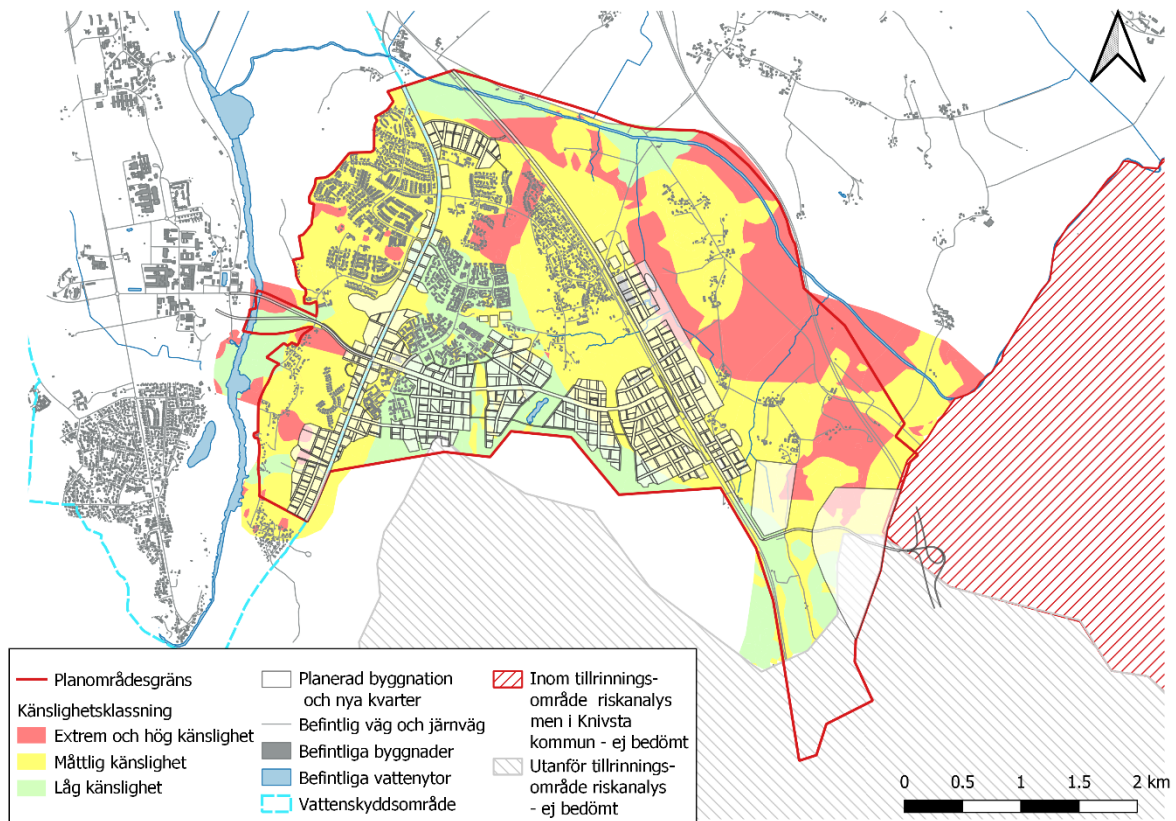 Planområdesgräns
Känslighetsklassning
Extrem och hög känslighet
Måttlig känslighet
Låg känslighet
Planerad byggnation
och nya kvarter
Befintlig väg och järnväg
Befintliga byggnader
Befintliga vattenytor
Vattenskyddsområde
Inom tillrinnings-
område riskanalys
men i Knivsta
kommun - ej bedömt
Utanför tillrinnings-
område riskanalys
- ej bedömt
0 0.5 1 1.5 2 km